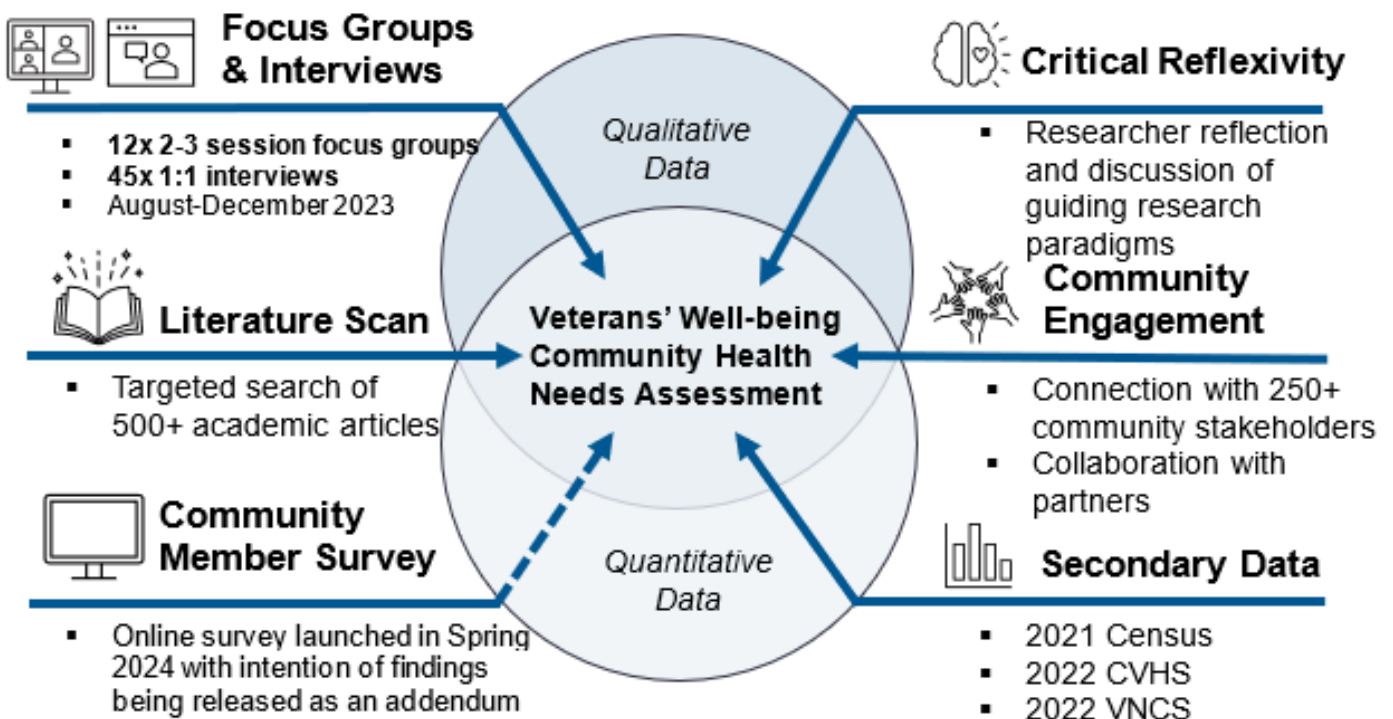 Focus Groups
& Interviews
▪ 12x 2-3 session focus groups
▪ 45x 1:1 interviews
▪ August-December 2023
Literature Scan
▪ Targeted search of
500+ academic articles
Community
Member Survey
▪ Online survey launched in Spring
2024 with intention of findings
being released as an addendum
Qualitative
Data
Veterans’ Well-being
Community Health
Needs Assessment
Quantitative
Data
Critical Reflexivity
▪ Researcher reflection
and discussion of
guiding research
paradigms
Community
Engagement
▪ Connection with 250+
community stakeholders
▪ Collaboration with
partners
Secondary Data
▪ 2021 Census
▪ 2022 CVHS
▪ 2022 VNCS